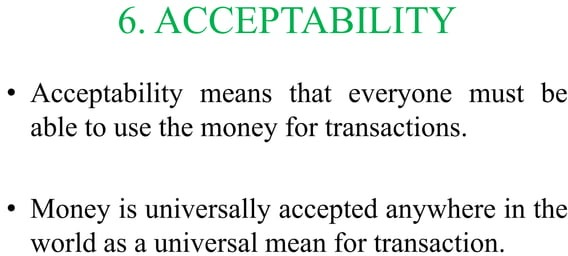 6. ACCEPTABILITY
• Acceptability means that everyone must be
able to use the money for transactions.
• Money is universally accepted anywhere in the
world as a universal mean for transaction.